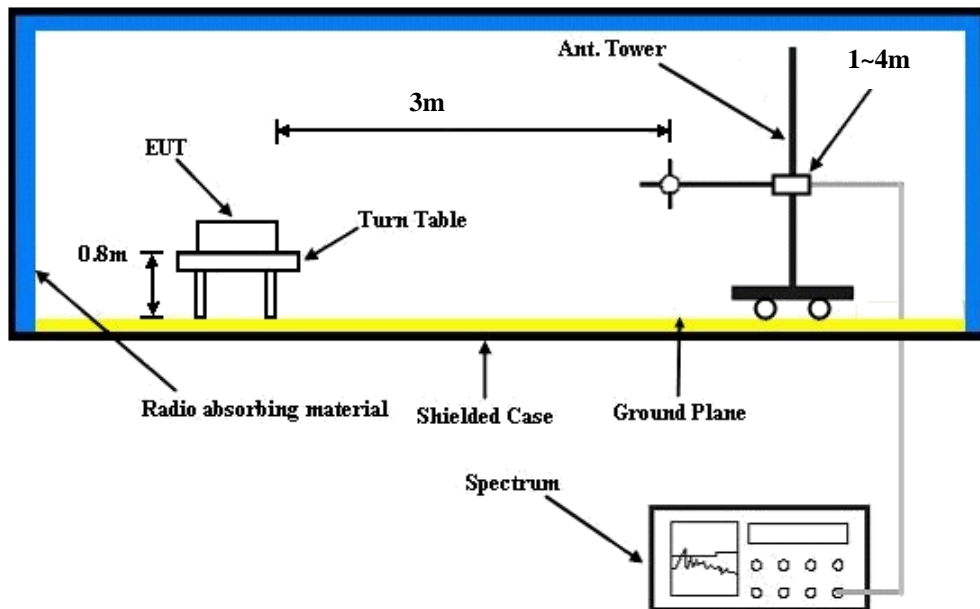 Ant. Tower
1~4m
3m
EUT
Turn Table
0.8m
Radio absorbing material
Shielded Case
Ground Plane
Spectrum